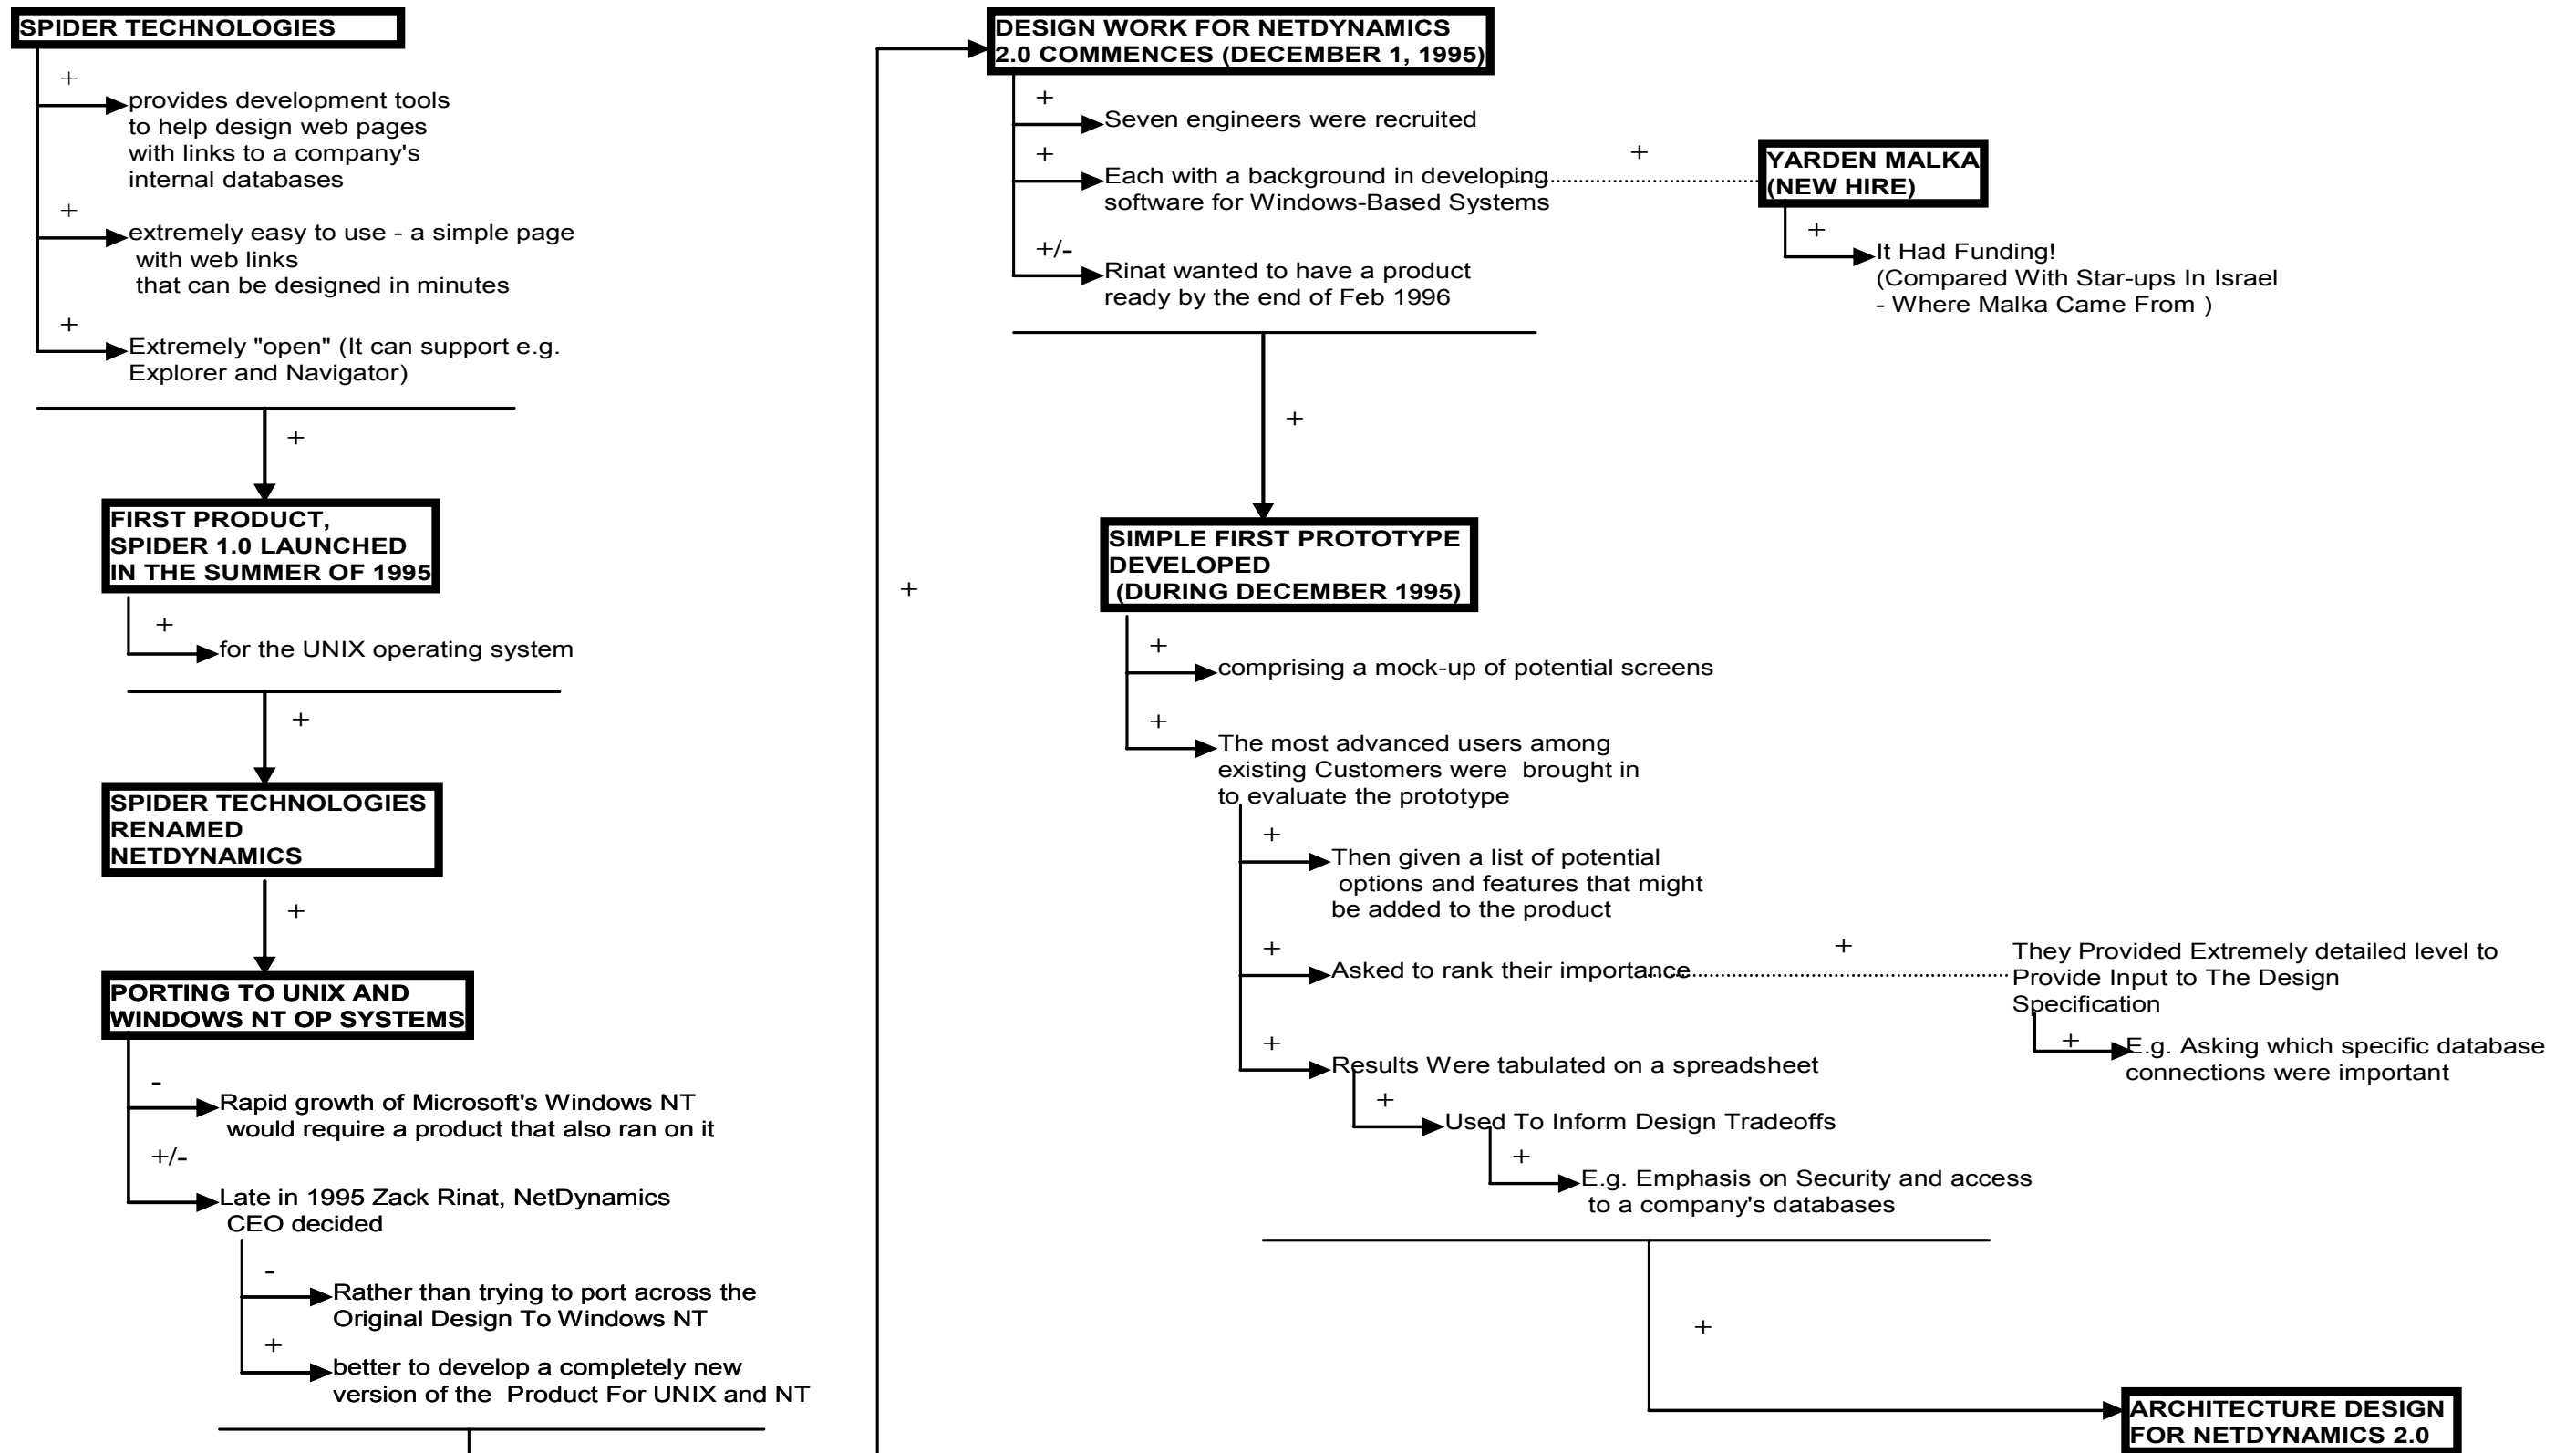 SPIDER TECHNOLOGIES
+
provides development tools
to help design web pages
with links to a company's
internal databases
+
extremely easy to use - a simple page
with web links
that can be designed in minutes
+
Extremely "open" (It can support e.g.
Explorer and Navigator)
+
FIRST PRODUCT,
SPIDER 1.0 LAUNCHED
IN THE SUMMER OF 1995
+
for the UNIX operating system
+
SPIDER TECHNOLOGIES
RENAMED
NETDYNAMICS
+
PORTING TO UNIX AND
WINDOWS NT OP SYSTEMS
-
Rapid growth of Microsoft's Windows NT
would require a product that also ran on it
+/-
Late in 1995 Zack Rinat, NetDynamics
CEO decided
-
Rather than trying to port across the
Original Design To Windows NT
+
better to develop a completely new
version of the Product For UNIX and NT
+
DESIGN WORK FOR NETDYNAMICS
2.0 COMMENCES (DECEMBER 1, 1995)
+
Seven engineers were recruited
+
Each with a background in developing
software for Windows-Based Systems
+
YARDEN MALKA
(NEW HIRE)
+
It Had Funding!
(Compared With Star-ups In Israel
- Where Malka Came From )
+/-
Rinat wanted to have a product
ready by the end of Feb 1996
+
SIMPLE FIRST PROTOTYPE
DEVELOPED
(DURING DECEMBER 1995)
+
comprising a mock-up of potential screens
+
The most advanced users among
existing Customers were brought in
to evaluate the prototype
+
Then given a list of potential
options and features that might
be added to the product
+
Asked to rank their importance
+
They Provided Extremely detailed level to
Provide Input to The Design
Specification
+
E.g. Asking which specific database
connections were important
+
Results Were tabulated on a spreadsheet
+
Used To Inform Design Tradeoffs
+
E.g. Emphasis on Security and access
to a company's databases
+
ARCHITECTURE DESIGN
FOR NETDYNAMICS 2.0